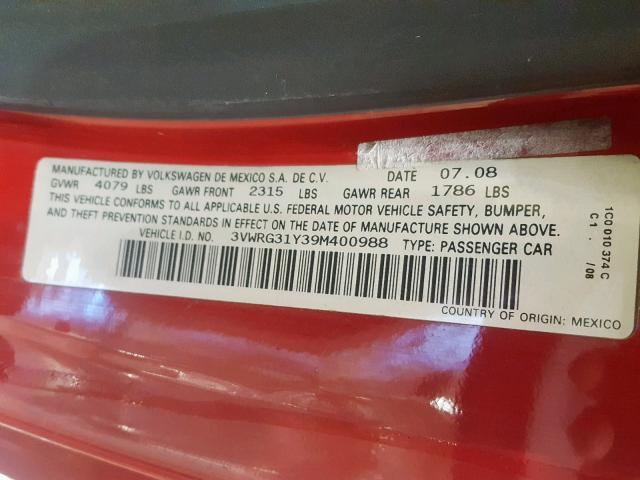 MANUFACTURED BY VOLKSWAGEN DE MEXICO S.A. DE C.V. DATE 07.08
GVWR 4079 LBS GAWR FRONT 2315 LBS GAWR REAR 1786 LBS
THIS VEHICLE CONFORMS TO ALL APPLICABLE U.S. FEDERAL MOTOR VEHICLE SAFETY, BUMPER,
AND THEFT PREVENTION STANDARDS IN EFFECT ON THE DATE OF MANUFACTURE SHOWN ABOVE.
VEHICLE I.D. NO. 3VWRG31Y39M400988 TYPE: PASSENGER CAR
COUNTRY OF ORIGIN: MEXICO
1C0 010 374 C
C1 . /08